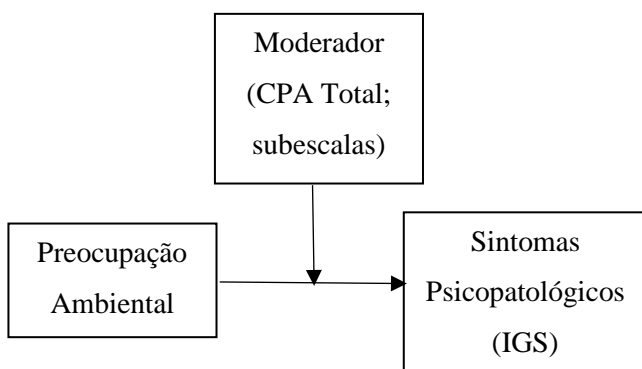 Moderador
(CPA Total;
subescalas)
Preocupação
Ambiental
Sintomas
Psicopatológicos
(IGS)